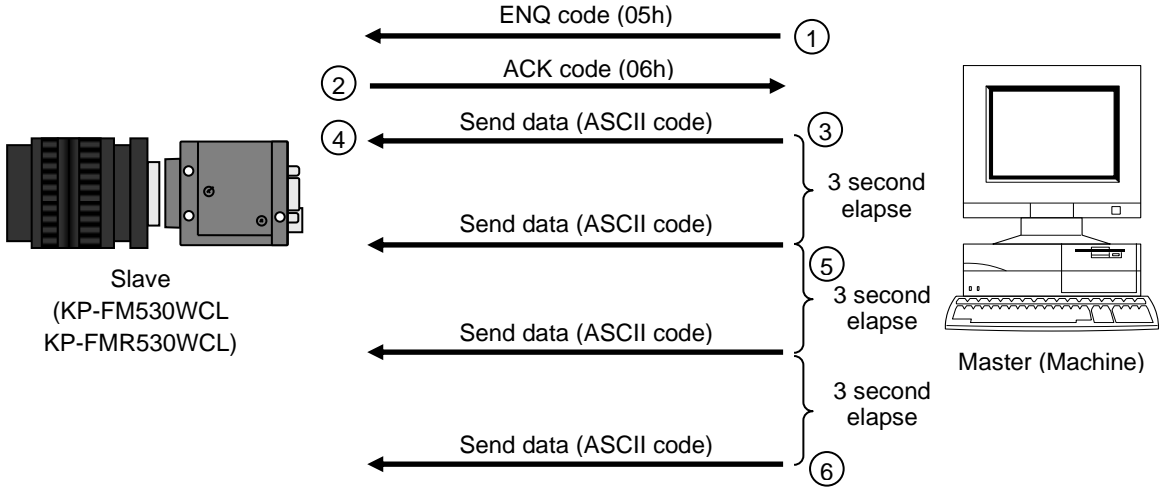 ENQ code (05h)
1
ACK code (06h)
2
Send data (ASCII code)
3
4
3 second
elapse
Send data (ASCII code)
5
3 second
elapse
Send data (ASCII code)
3 second
elapse
Send data (ASCII code)
6
Slave
(KP-FM530WCL
KP-FMR530WCL)
Master (Machine)